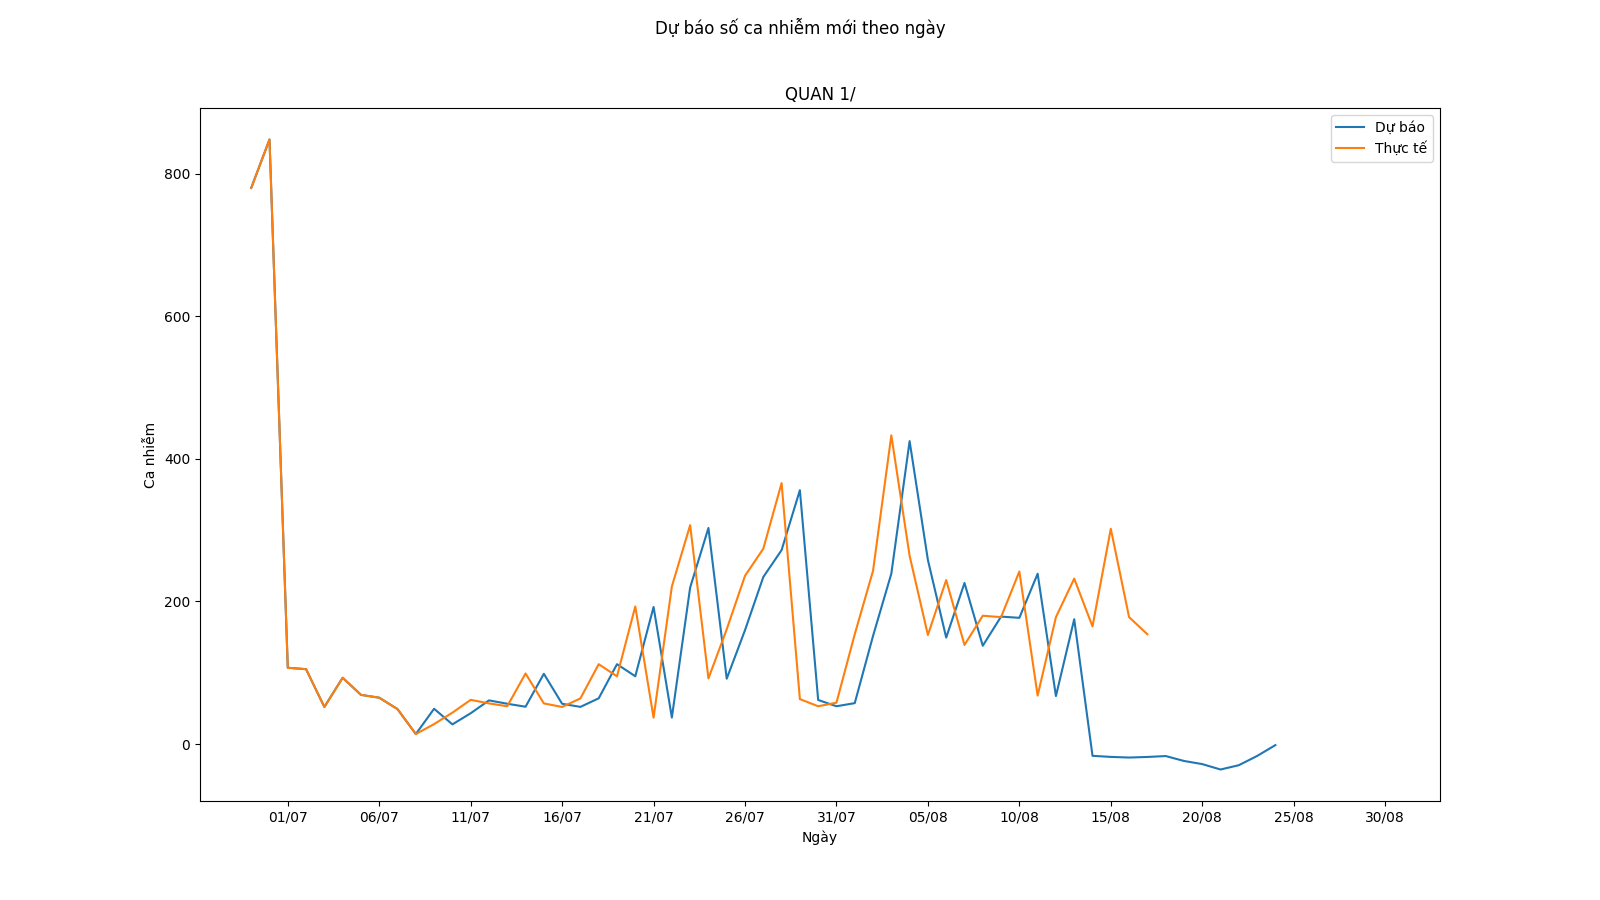 Dự báo số ca nhiễm mới theo ngày
QUAN 1/
Dự báo
Thực tế
Ca nhiễm
800
600
400
200
0
01/07 06/07 11/07 16/07 21/07 26/07 31/07 05/08 10/08 15/08 20/08 25/08 30/08
Ngày